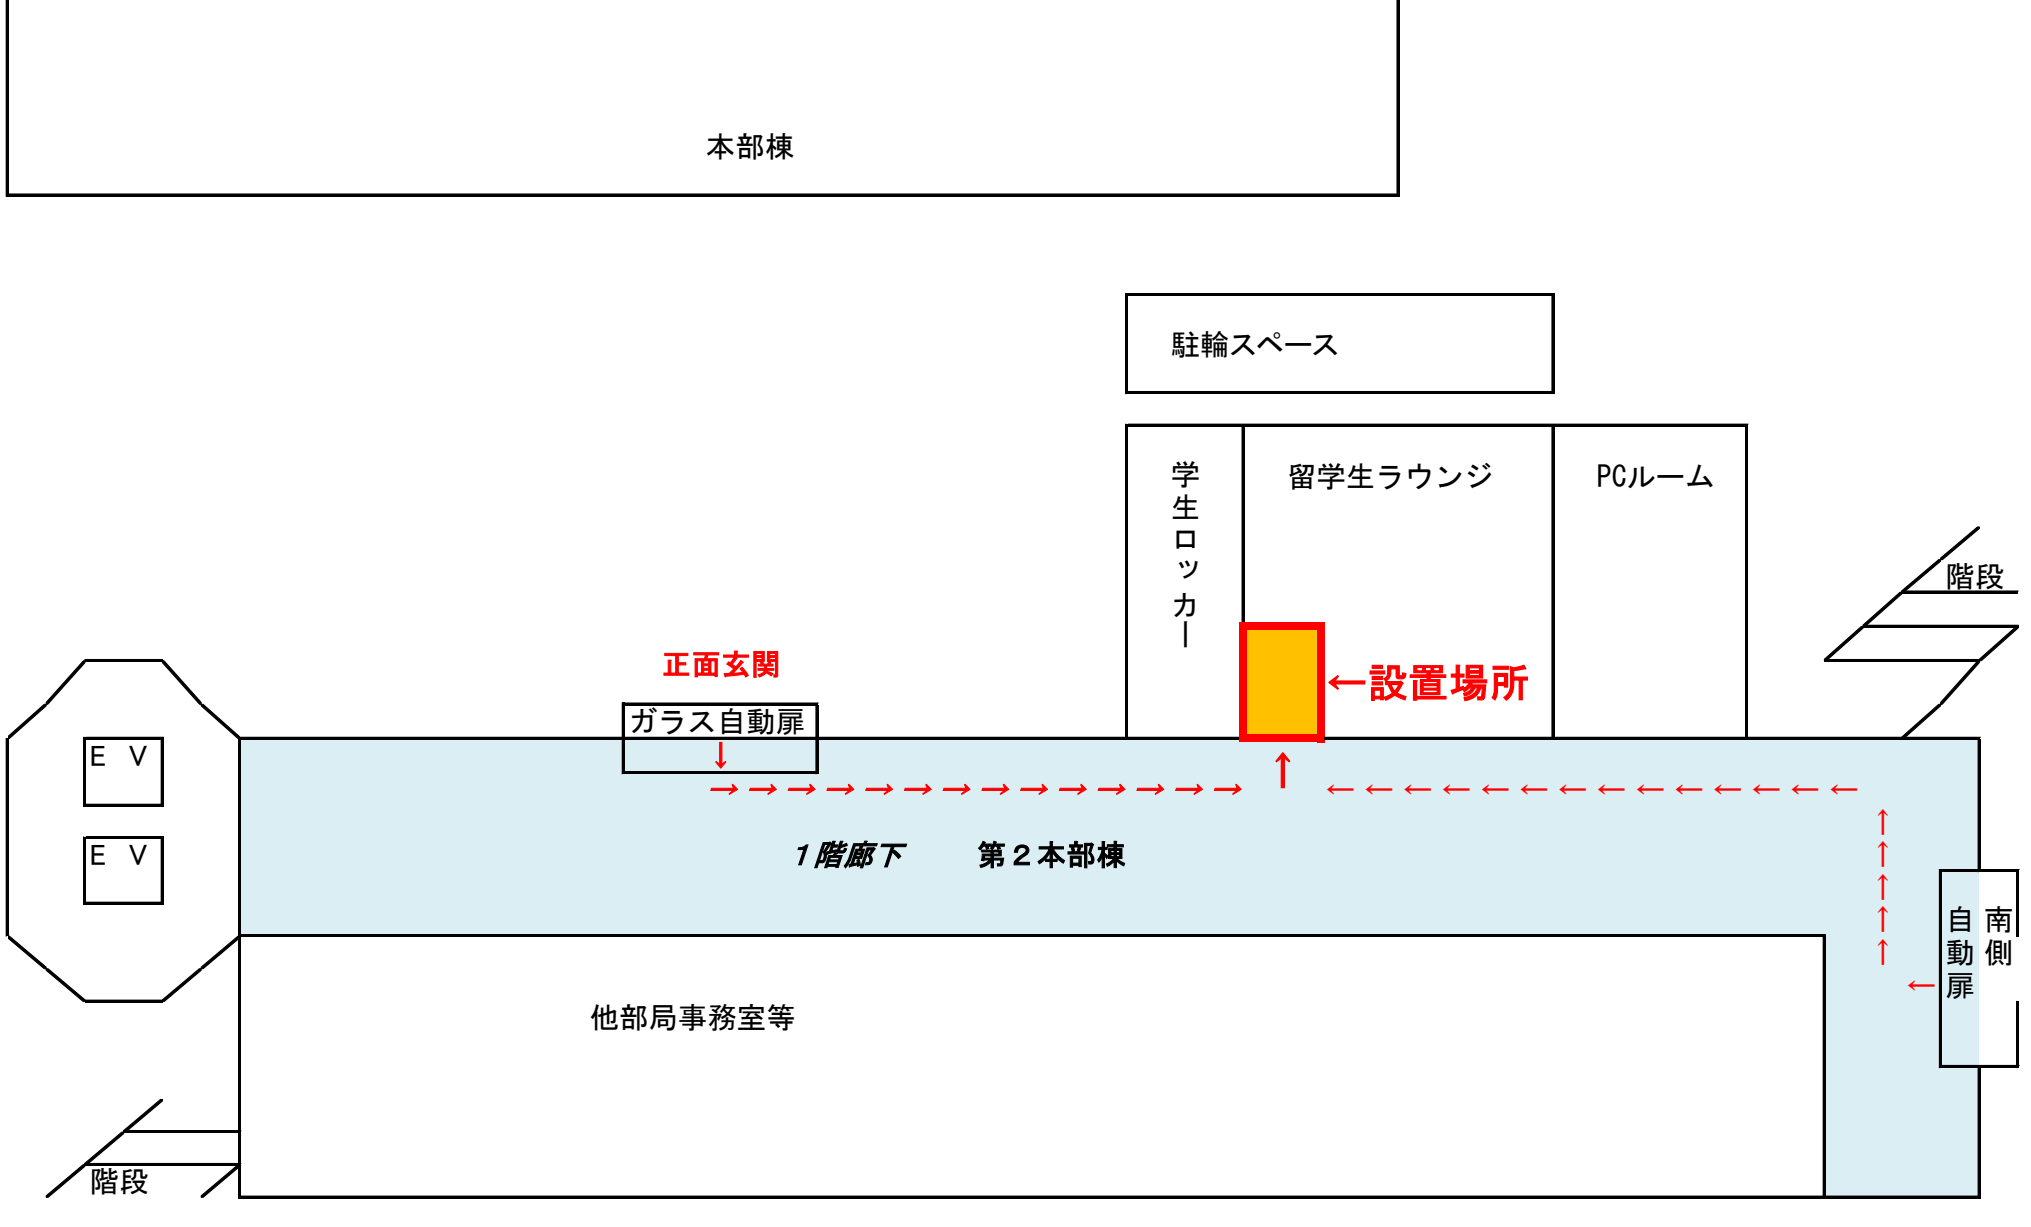 本部棟
駐輪スペース
学生ロッカー
留学生ラウンジ
PCルーム
階段
正面玄関
←設置場所
ガラス自動扉
↓
E V
→→→→→→→→→→→→→→
↑
←←←←←←←←←←←←←←
↑
↑
↑
↑
↑
E V
1階廊下 第2本部棟
南側
自動扉
←
他部局事務室等
階段